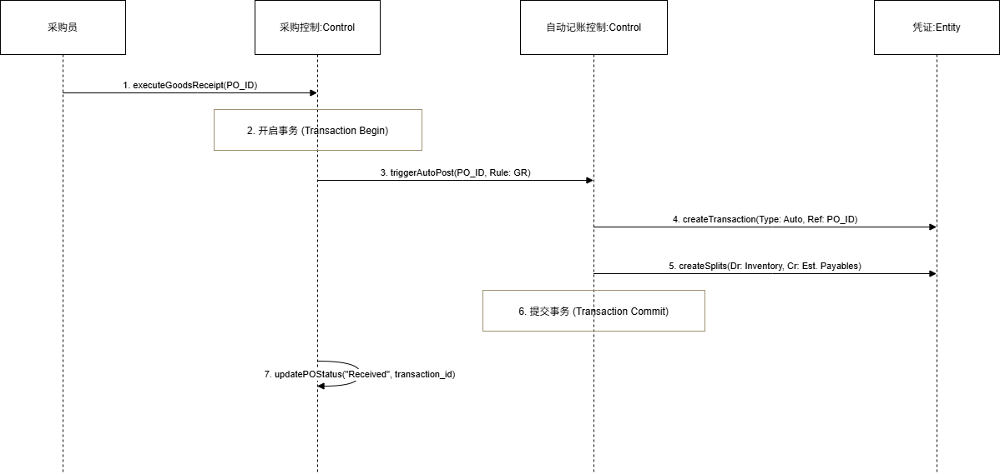 采购员
采购控制:Control
自动记账控制:Control
凭证:Entity
1. executeGoodsReceipt(PO_ID)
2. 开启事务 (Transaction Begin)
3. triggerAutoPost(PO_ID, Rule: GR)
4. createTransaction(Type: Auto, Ref: PO_ID)
5. createSplits(Dr: Inventory, Cr: Est. Payables)
6. 提交事务 (Transaction Commit)
7. updatePOStatus("Received", transaction_id)